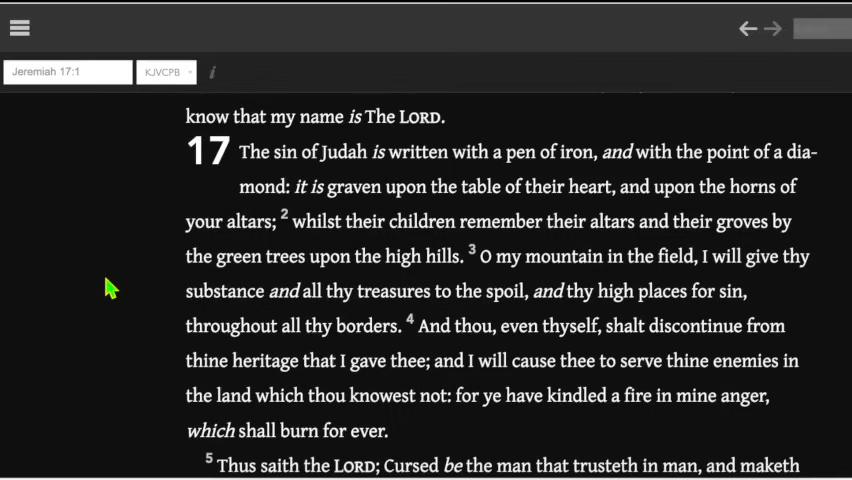 Jeremiah 17:1
KJVCPB
i
know that my name is The LORD.
17 The sin of Judah is written with a pen of iron, and with the point of a dia-
mond: it is graven upon the table of their heart, and upon the horns of
your altars; 2 whilst their children remember their altars and their groves by
the green trees upon the high hills. 3 O my mountain in the field, I will give thy
substance and all thy treasures to the spoil, and thy high places for sin,
throughout all thy borders. 4 And thou, even thyself, shalt discontinue from
thine heritage that I gave thee; and I will cause thee to serve thine enemies in
the land which thou knowest not: for ye have kindled a fire in mine anger,
which shall burn for ever.
5 Thus saith the LORD; Cursed be the man that trusteth in man, and maketh